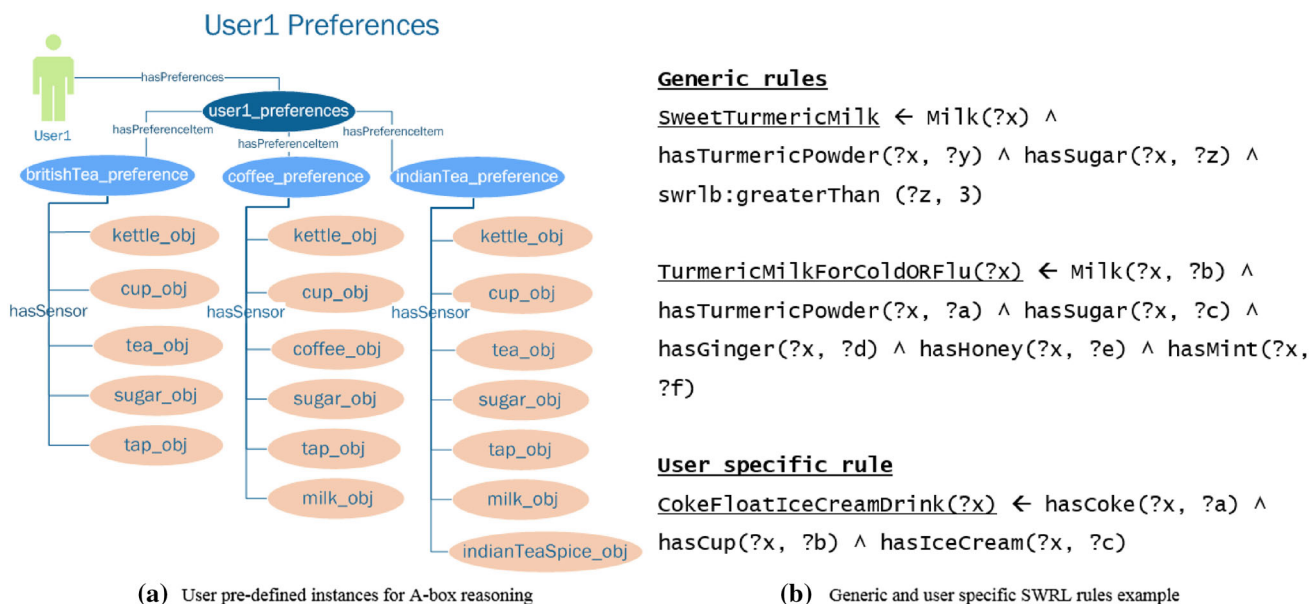 User1 Preferences
hasPreferences
user1_preferences
User1
hasPreferenceItem
hasPreferenceItem
hasPreferenceItem
britishTea_preference
coffee_preference
indianTea_preference
kettle_obj
cup_obj
hasSensor
tea_obj
sugar_obj
tap_obj
kettle_obj
cup_obj
hasSensor
coffee_obj
sugar_obj
tap_obj
milk_obj
kettle_obj
cup_obj
hasSensor
tea_obj
sugar_obj
tap_obj
milk_obj
indianTeaSpice_obj
(a) User pre-defined instances for A-box reasoning
Generic rules
SweetTurmericMilk ← Milk(?x) ∧
hasTurmericPowder(?x, ?y) ∧ hasSugar(?x, ?z) ∧
swrlb:greaterThan (?z, 3)
TurmericMilkForColdORFlu(?x) ← Milk(?x, ?b) ∧
hasTurmericPowder(?x, ?a) ∧ hasSugar(?x, ?c) ∧
hasGinger(?x, ?d) ∧ hasHoney(?x, ?e) ∧ hasMint(?x,
?f)
User specific rule
CokeFloatIceCreamDrink(?x) ← hasCoke(?x, ?a) ∧
hasCup(?x, ?b) ∧ hasIceCream(?x, ?c)
(b) Generic and user specific SWRL rules example